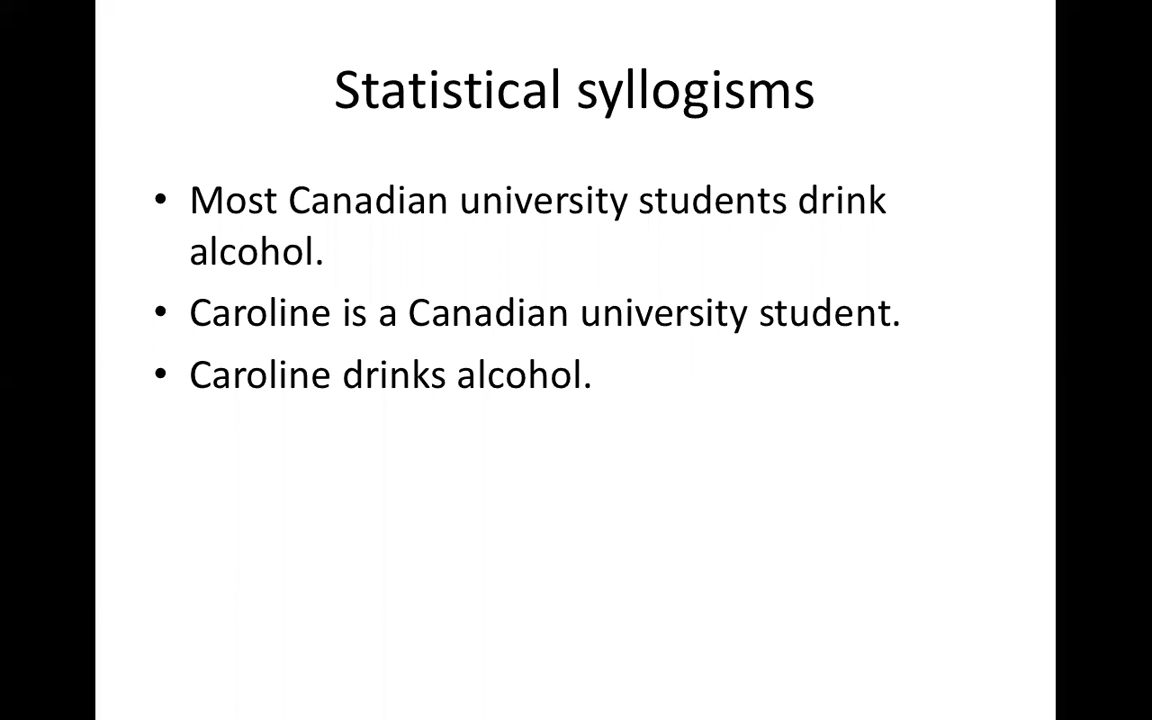 Statistical syllogisms
• Most Canadian university students drink
alcohol.
• Caroline is a Canadian university student.
• Caroline drinks alcohol.